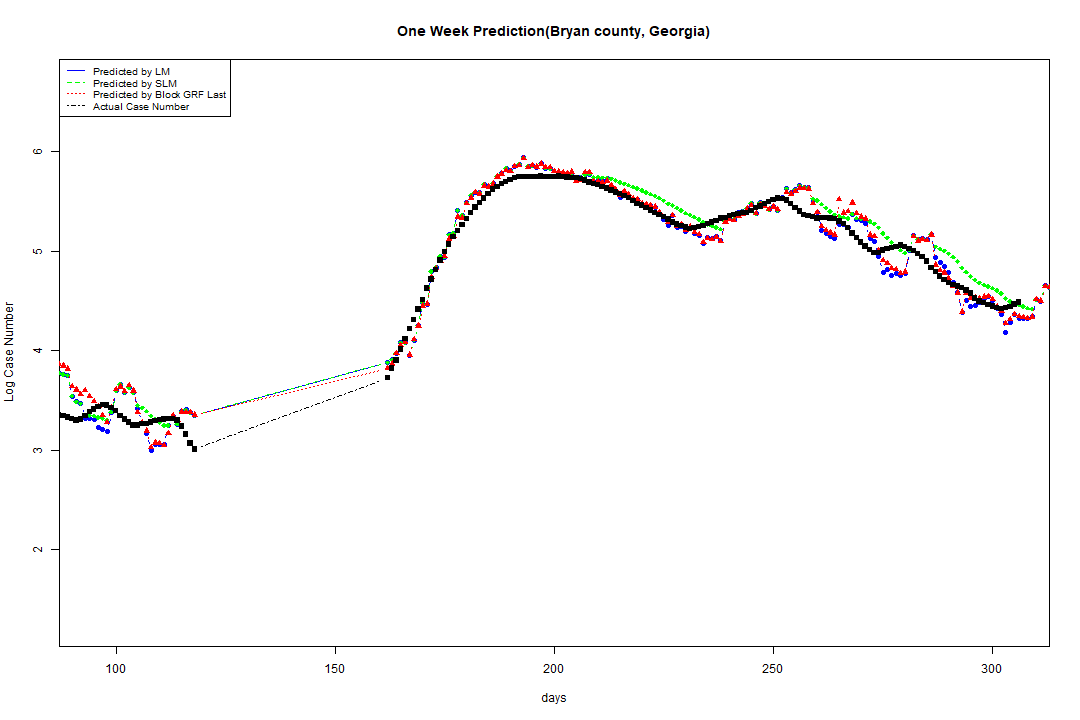 One Week Prediction(Bryan county, Georgia)
Predicted by LM
Predicted by SLM
Predicted by Block GRF Last
Actual Case Number
6
5
4
3
2
Log Case Number
100 150 200 250 300
days